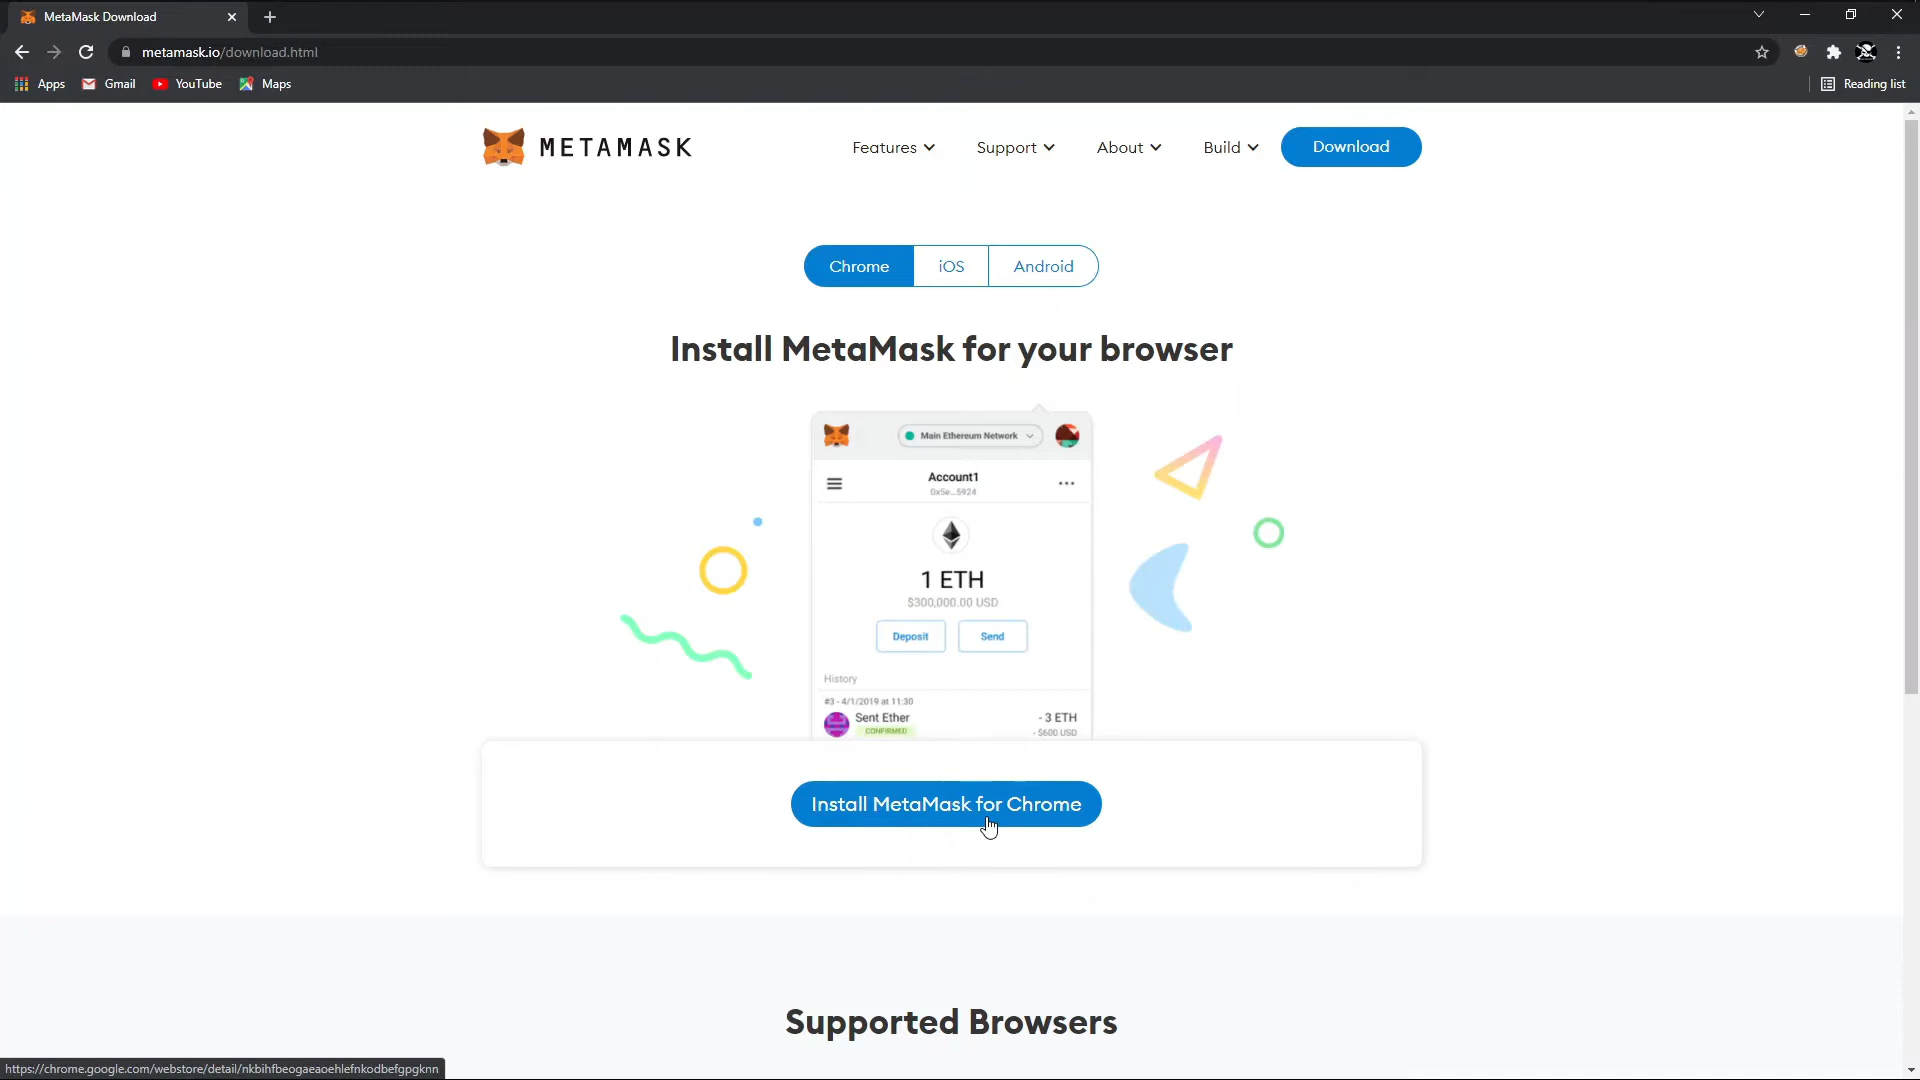 MetaMask Download
metamask.io/download.html
Apps Gmail YouTube Maps Reading list
METAMASK Features Support About Build Download
Chrome iOS Android
Install MetaMask for your browser
Main Ethereum Network
Account1
0x5e...5924
1 ETH
$300,000.00 USD
Deposit Send
History
#3 - 4/1/2019 at 11:30
Sent Ether - 3 ETH
CONFIRMED - $600 USD
Install MetaMask for Chrome
Supported Browsers
https://chrome.google.com/webstore/detail/nkbihfbeogaeaoehlefnkodbefgpgknn